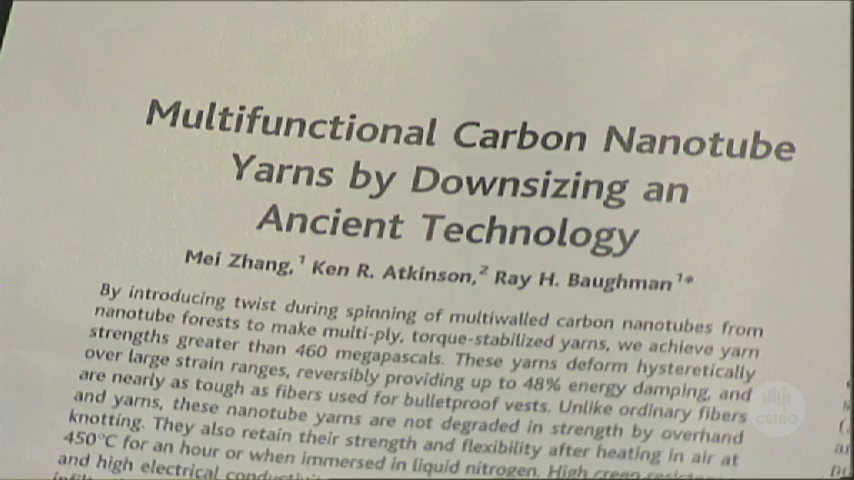 Multifunctional Carbon Nanotube
Yarns by Downsizing an
Ancient Technology
Mei Zhang,¹ Ken R. Atkinson,² Ray H. Baughman¹*
By introducing twist during spinning of multiwalled carbon nanotubes from
nanotube forests to make multi-ply, torque-stabilized yarns, we achieve yarn
strengths greater than 460 megapascals. These yarns deform hysteretically
over large strain ranges, reversibly providing up to 48% energy damping, and
are nearly as tough as fibers used for bulletproof vests. Unlike ordinary fibers
and yarns, these nanotube yarns are not degraded in strength by overhand
knotting. They also retain their strength and flexibility after heating in air at
450°C for an hour or when immersed in liquid nitrogen. High creep
and high electrical
CSIRO